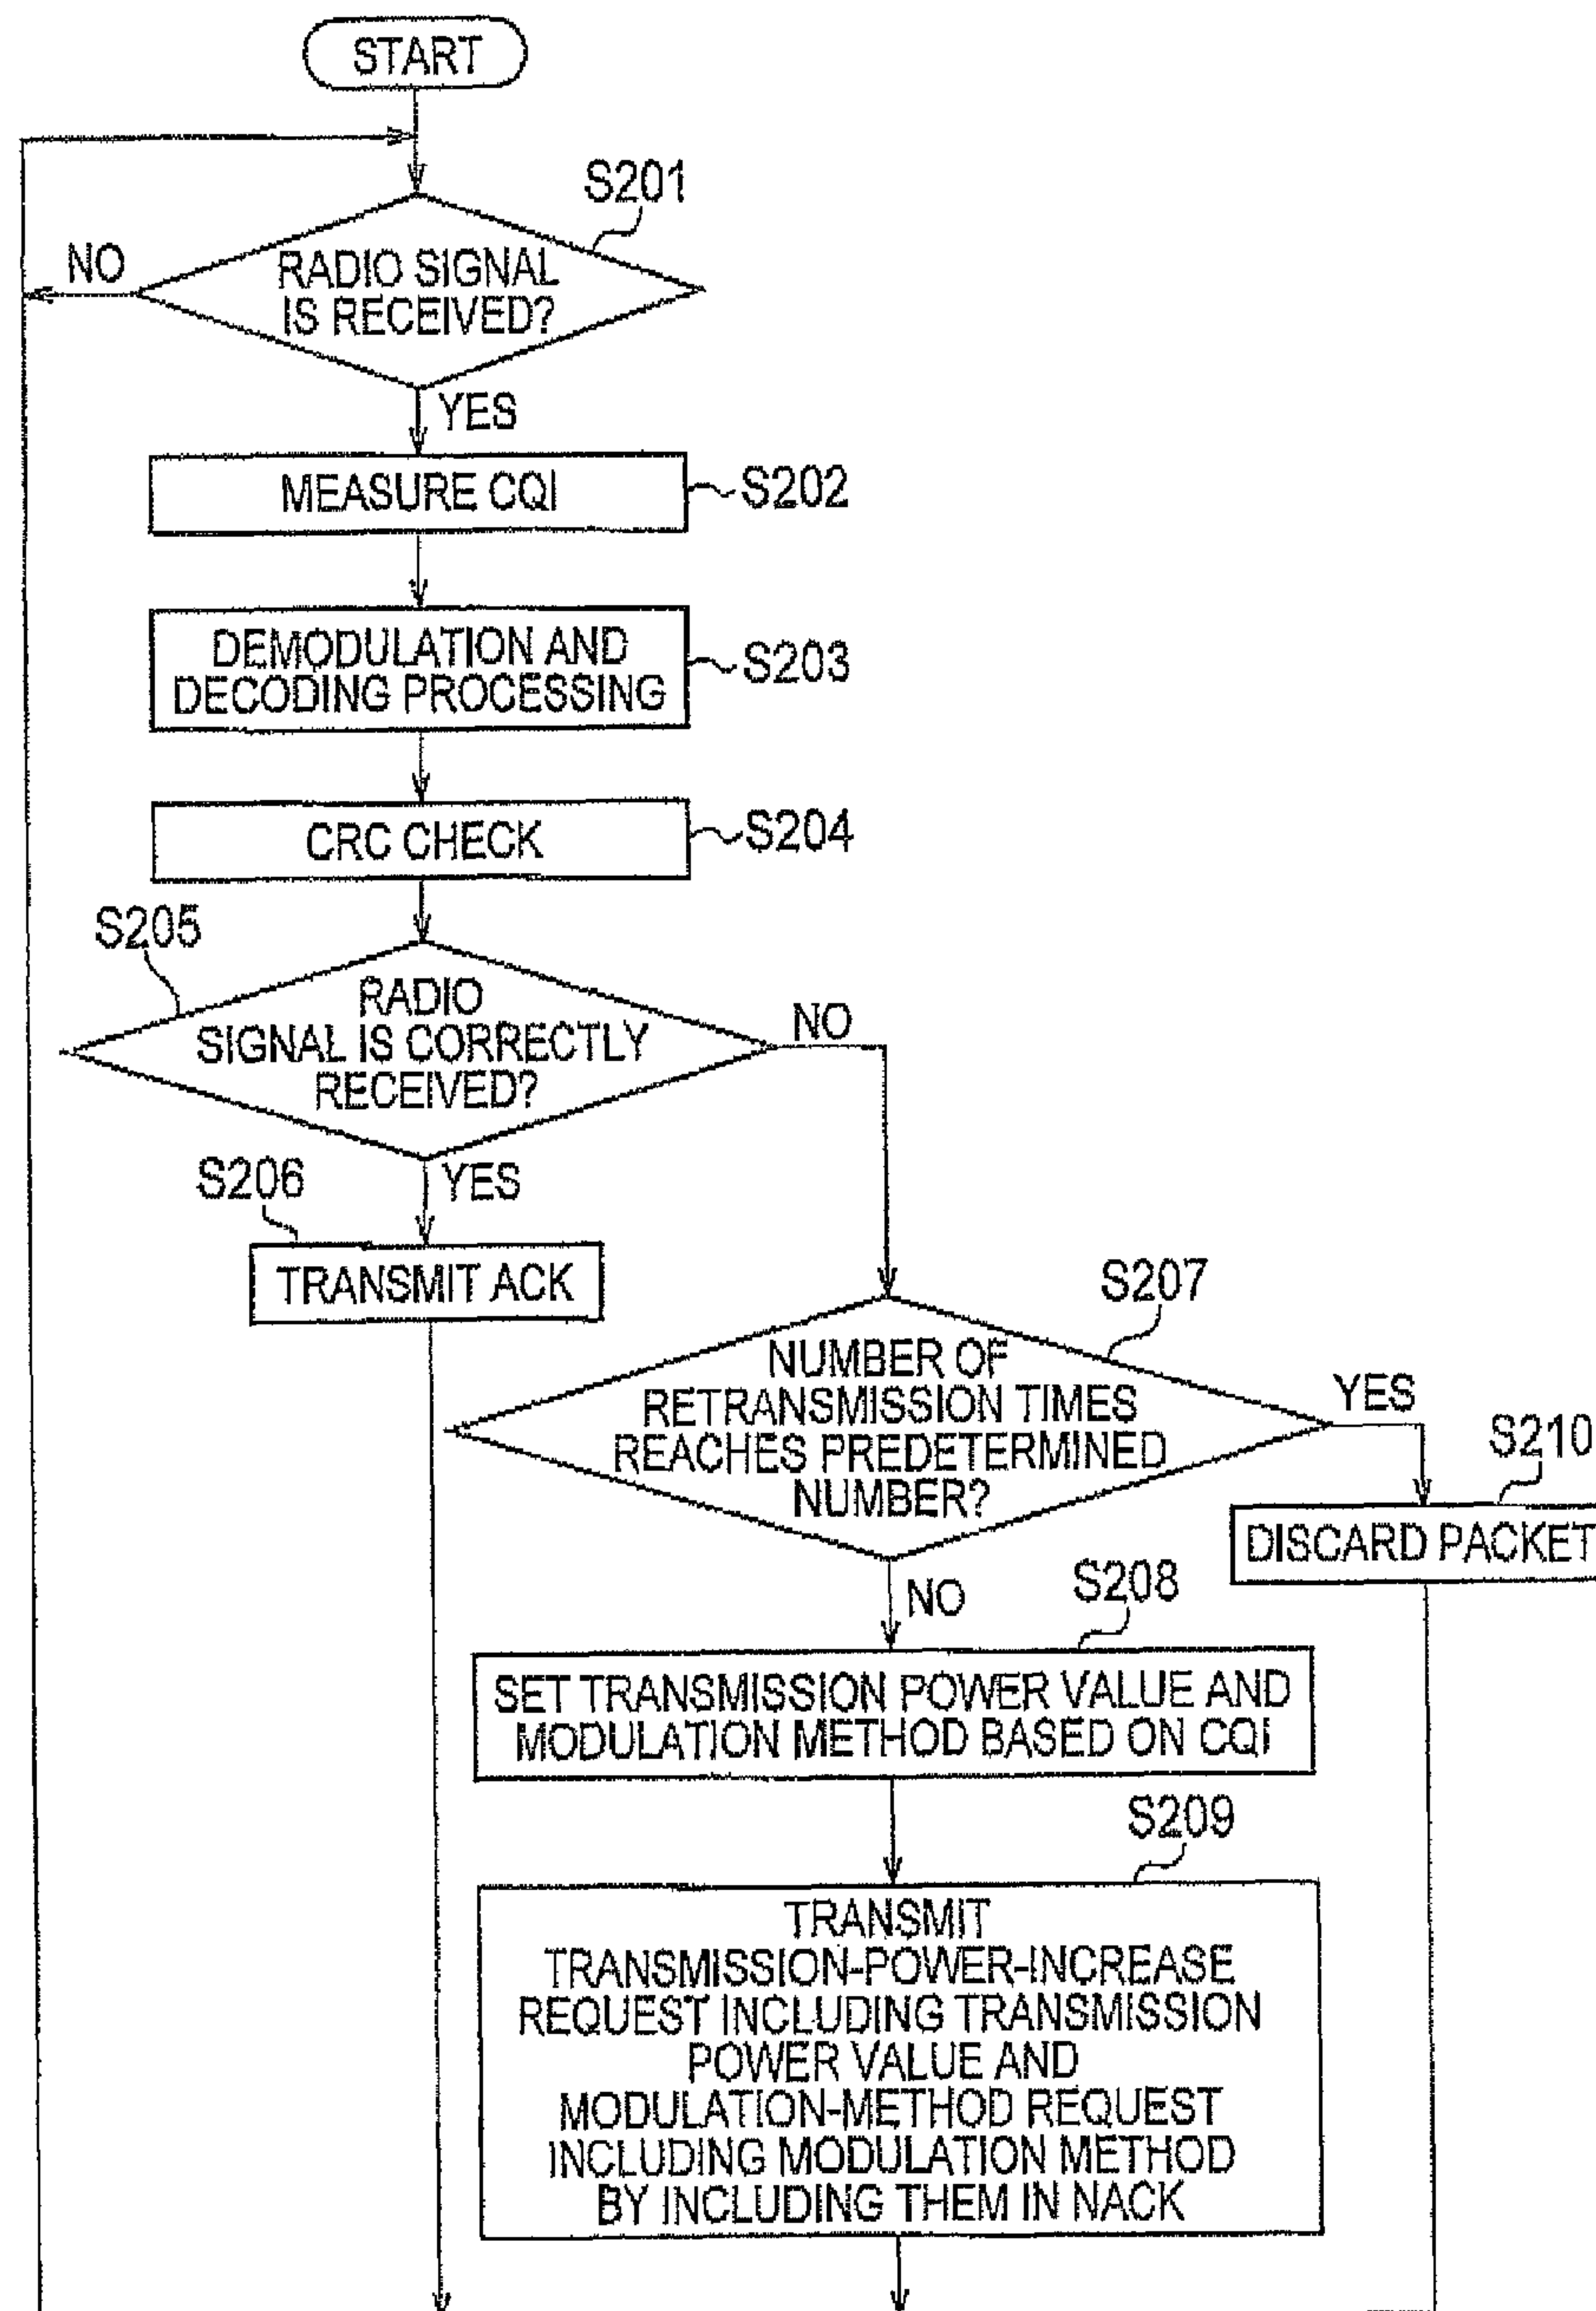 START
S201
NO
RADIO SIGNAL
IS RECEIVED?
YES
MEASURE CQI
S202
DEMODULATION AND
DECODING PROCESSING
S203
CRC CHECK
S204
S205
RADIO
SIGNAL IS CORRECTLY
RECEIVED?
NO
S206
YES
TRANSMIT ACK
S207
NUMBER OF
RETRANSMISSION TIMES
REACHES PREDETERMINED
NUMBER?
YES
S210
DISCARD PACKET
NO
S208
SET TRANSMISSION POWER VALUE AND
MODULATION METHOD BASED ON CQI
S209
TRANSMIT
TRANSMISSION-POWER-INCREASE
REQUEST INCLUDING TRANSMISSION
POWER VALUE AND
MODULATION-METHOD REQUEST
INCLUDING MODULATION METHOD
BY INCLUDING THEM IN NACK